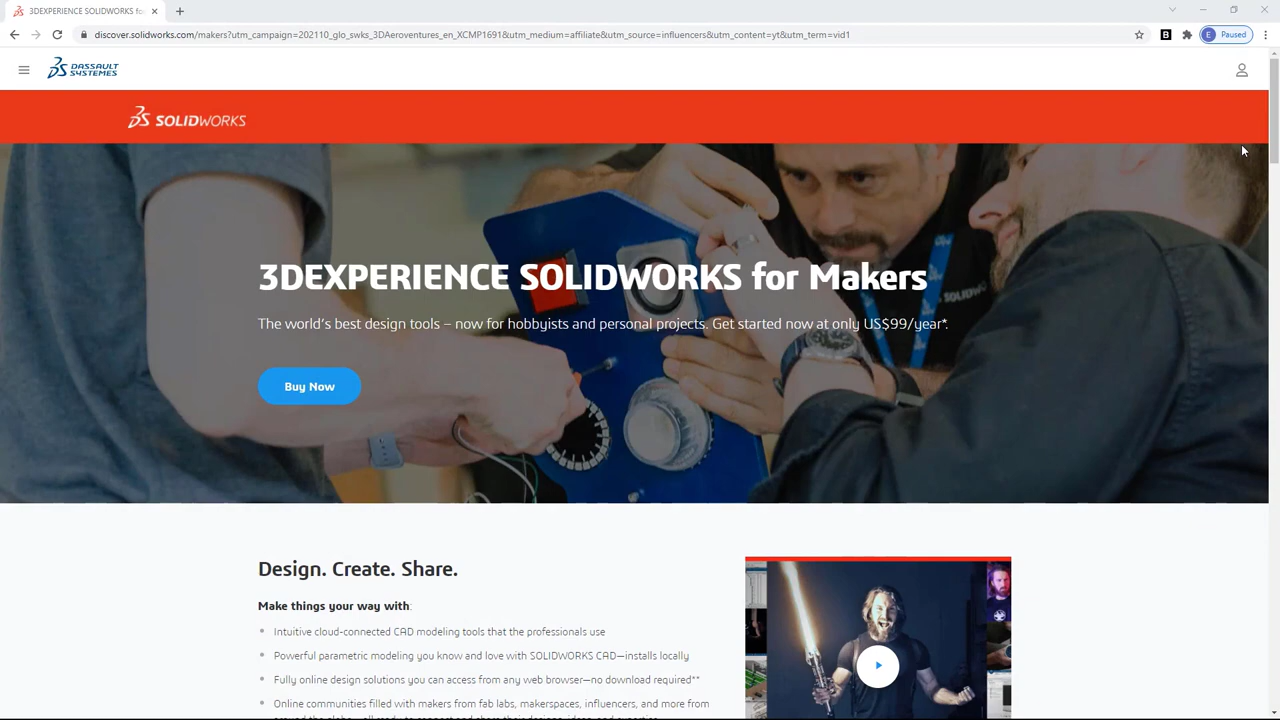 3DEXPERIENCE SOLIDWORKS fo
discover.solidworks.com/makers?utm_campaign=202110_glo_swks_3DAeroventures_en_XCMP1691&utm_medium=affiliate&utm_source=influencers&utm_content=yt&utm_term=vid1
B
E Paused
DASSAULT
SYSTEMES
SOLIDWORKS
3DEXPERIENCE SOLIDWORKS for Makers
The world's best design tools – now for hobbyists and personal projects. Get started now at only US$99/year*.
Buy Now
Design. Create. Share.
Make things your way with:
Intuitive cloud-connected CAD modeling tools that the professionals use
Powerful parametric modeling you know and love with SOLIDWORKS CAD—installs locally
Fully online design solutions you can access from any web browser—no download required**
Online communities filled with makers from fab labs, makerspaces, influencers, and more from